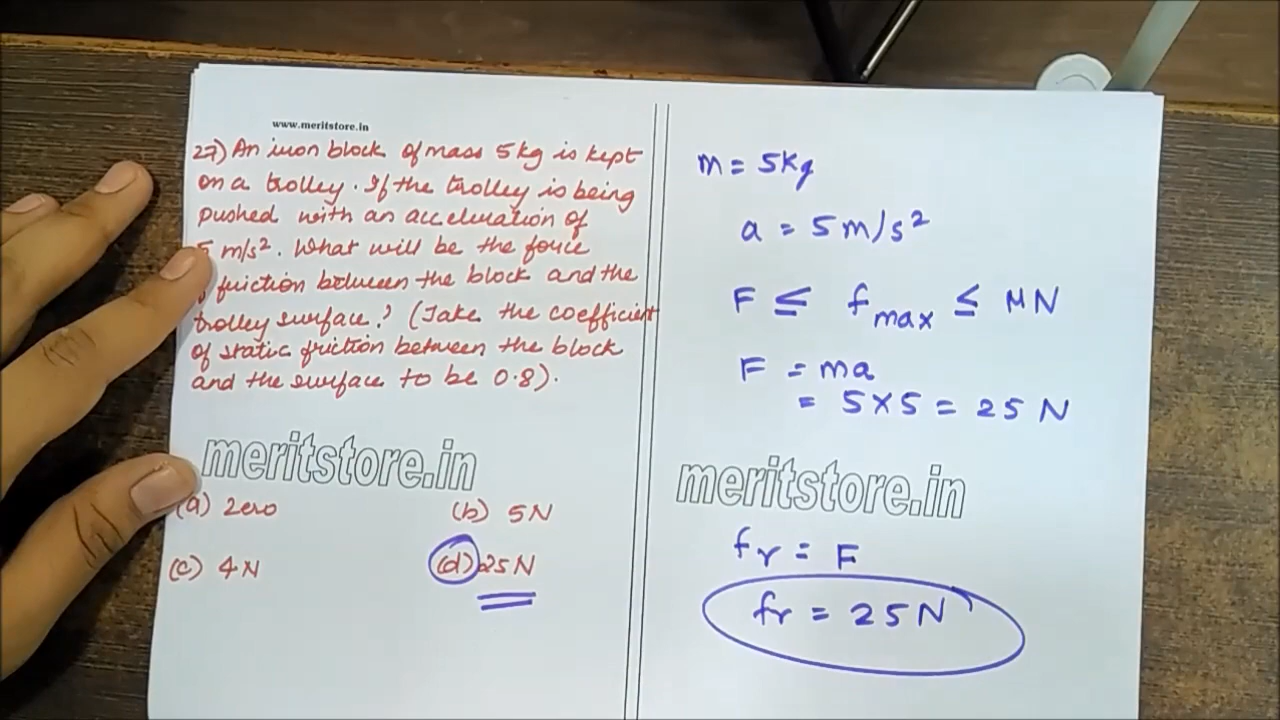 www.meritstore.in
27) An iron block of mass 5kg is kept
on a trolley. If the trolley is being
pushed with an acceleration of
5 m/s². What will be the force
friction between the block and the
trolley surface? (Take the coefficient
of static friction between the block
and the surface to be 0.8).
meritstore.in
(a) Zero
(b) 5N
(c) 4N
(d) 25N
m = 5kg
a = 5m/s²
F ≤ fmax ≤ μN
F = ma
= 5×5 = 25 N
meritstore.in
fr = F
fr = 25N